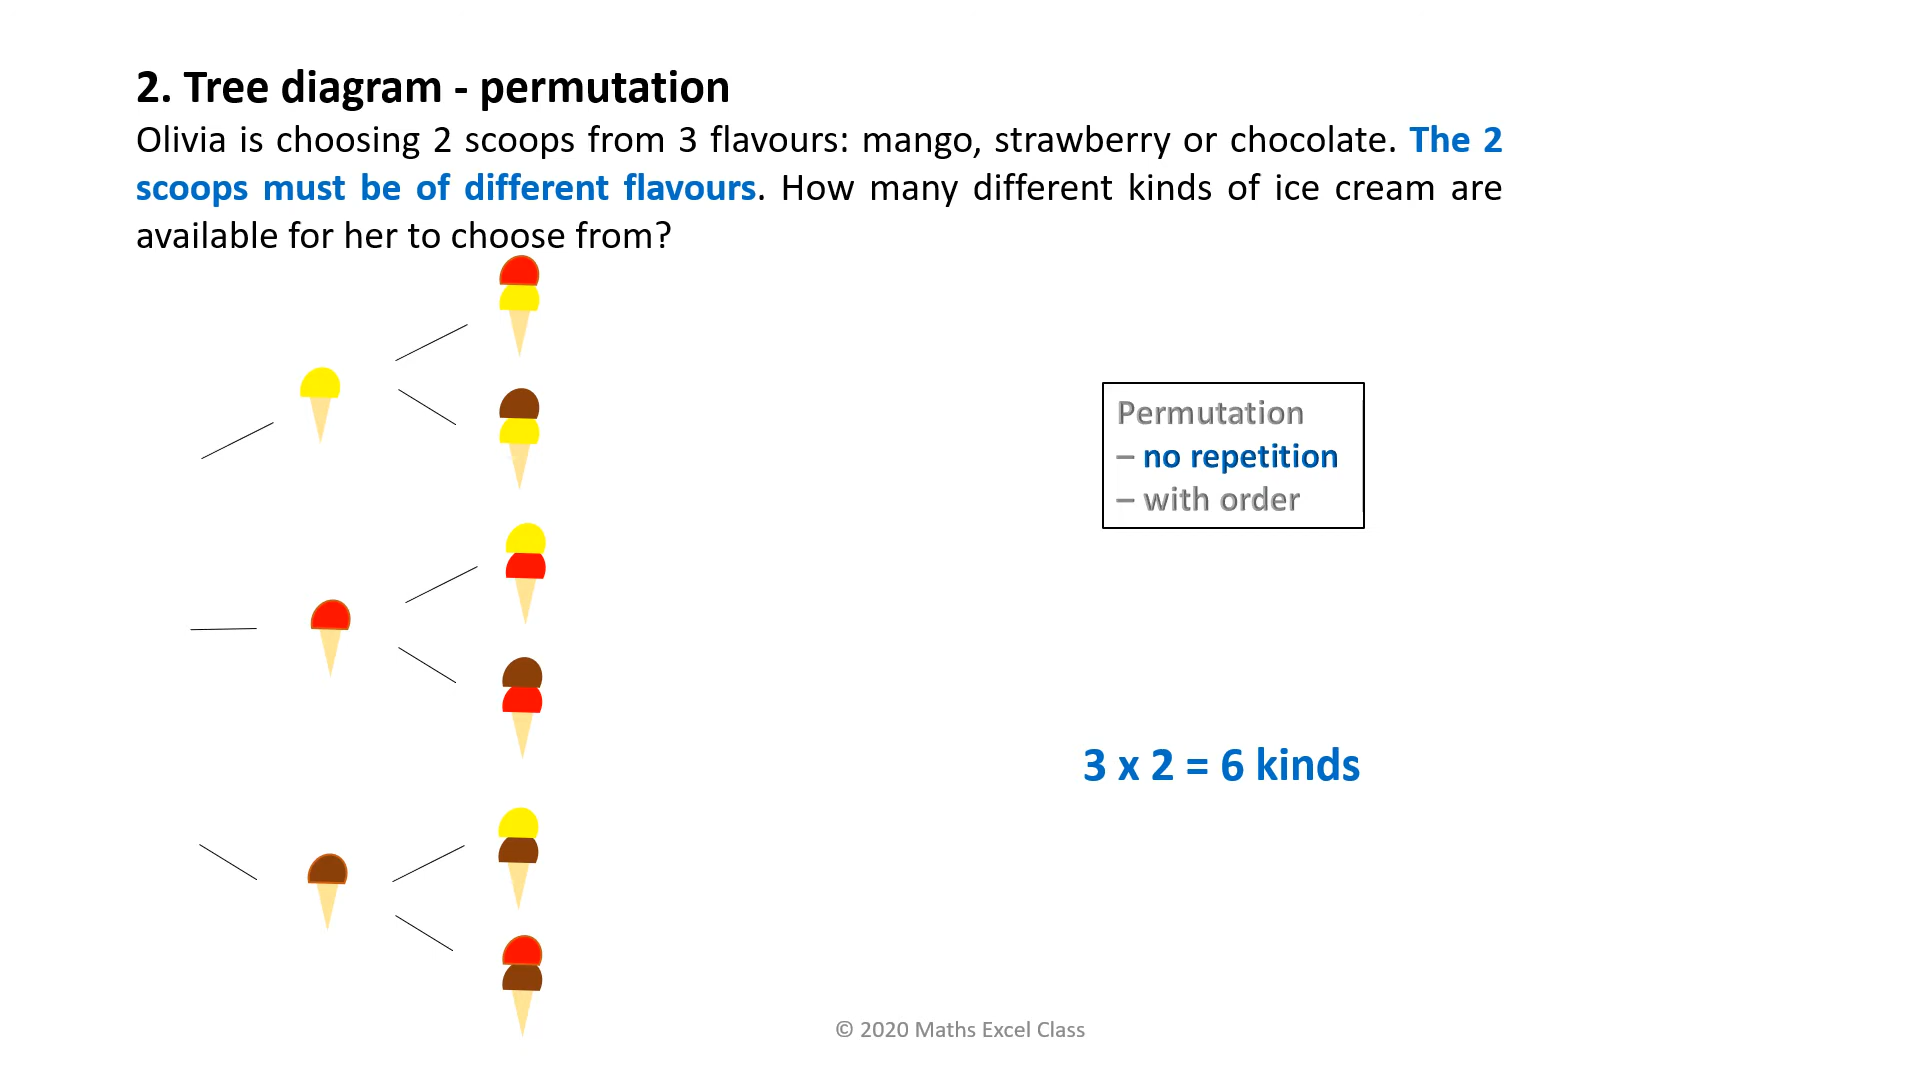 2. Tree diagram - permutation
Olivia is choosing 2 scoops from 3 flavours: mango, strawberry or chocolate. The 2
scoops must be of different flavours. How many different kinds of ice cream are
available for her to choose from?
Permutation
– no repetition
– with order
3 x 2 = 6 kinds
© 2020 Maths Excel Class